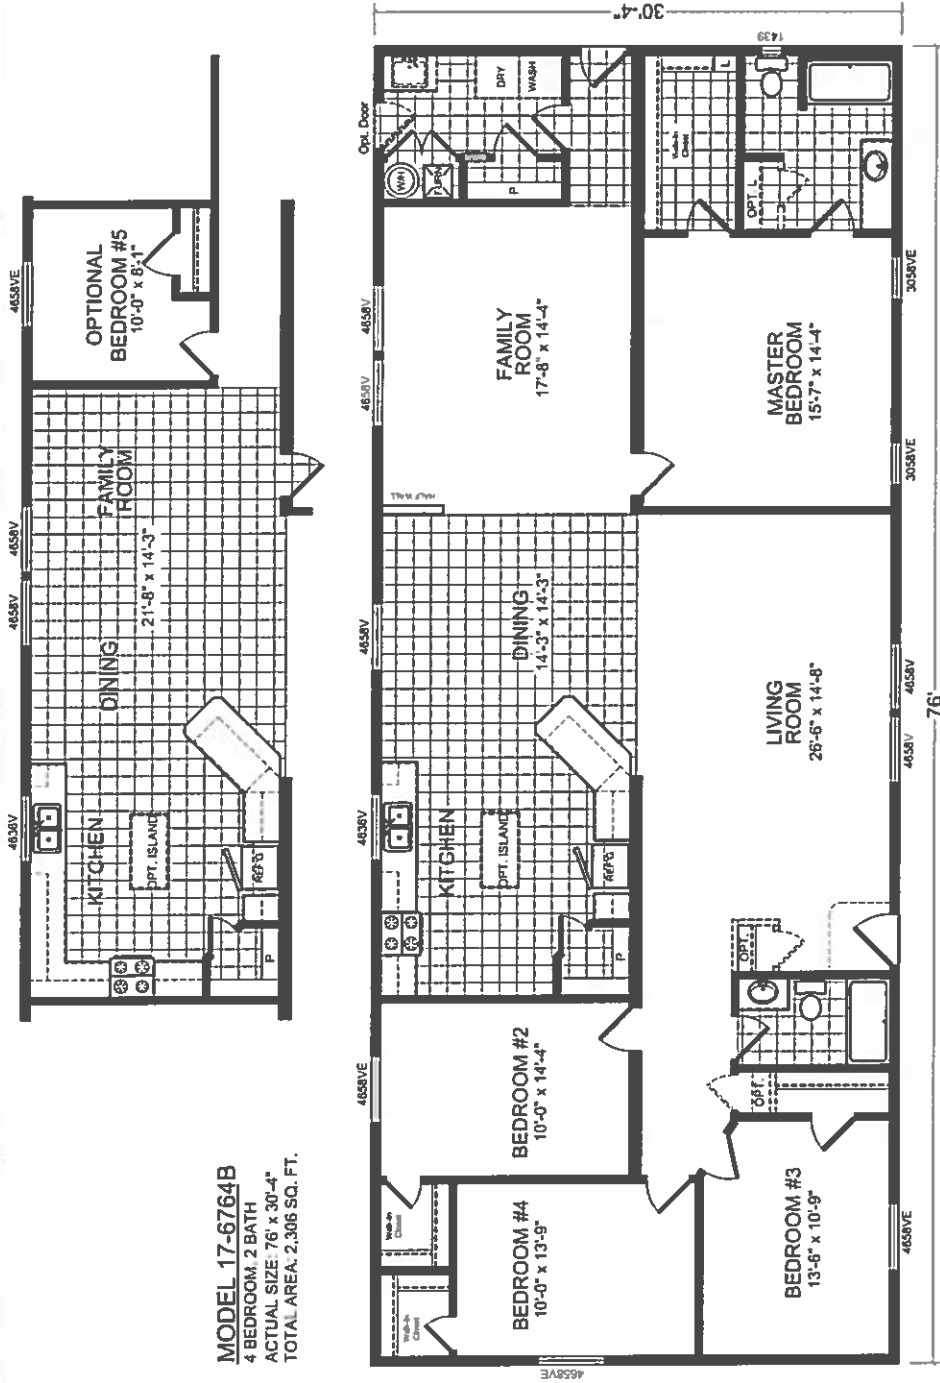 MODEL 17-6764B
4 BEDROOM, 2 BATH
ACTUAL SIZE: 76' x 30'-4"
TOTAL AREA: 2,306 SQ. FT.
4636V
4658V
4658V
4658VE
KITCHEN
OPT. ISLAND
REFG
P
DINING
FAMILY
ROOM
21'-8" x 14'-3"
OPTIONAL
BEDROOM #5
10'-0" x 8'-1"
4658VE
4636V
4658V
4658V
4658V
Opt. Door
Walk-In
Closet
Walk-In
Closet
BEDROOM #2
10'-0" x 14'-4"
BEDROOM #4
10'-0" x 13'-9"
4658VE
KITCHEN
OPT. ISLAND
REFG
P
DINING
14'-3" x 14'-3"
HALF WALL
FAMILY
ROOM
17'-8" x 14'-4"
W/H
FURN
P
DRY
WASH
BEDROOM #3
13'-6" x 10'-9"
OPT.
OPT.
LIVING
ROOM
26'-6" x 14'-8"
MASTER
BEDROOM
15'-7" x 14'-4"
Walk-In
Closet
L
OPT. L
1439
30'-4"
4658VE
4658V
4658V
3058VE
3058VE
76'